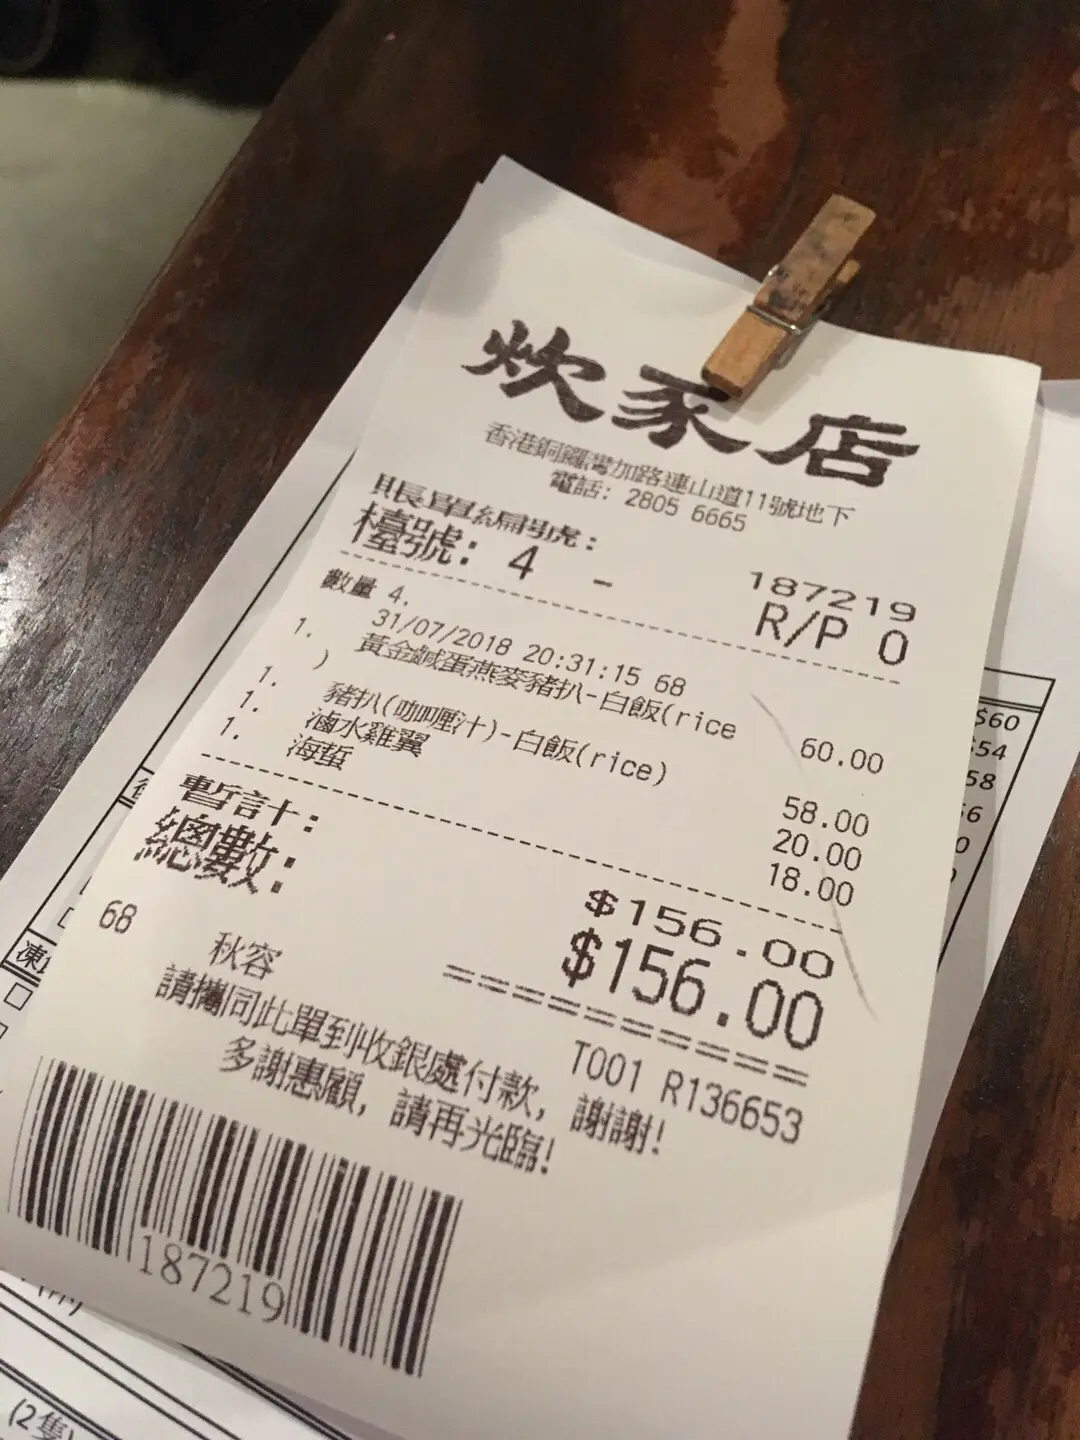 炊家店
香港銅鑼灣加路連山道11號地下
電話: 2805 6665
賬單編號: 187219
檯號: 4 - R/P 0
數量 4.
31/07/2018 20:31:15 68
1. 黃金鹹蛋燕麥豬扒-白飯(rice
) 60.00
1. 豬扒(咖喱汁)-白飯(rice) 58.00
1. 滷水雞翼 20.00
1. 海蜇 18.00
暫計: $156.00
總數: $156.00
==============
68 秋容 T001 R136653
請攜同此單到收銀處付款, 謝謝!
多謝惠顧, 請再光臨!
187219
$60
54
58
(2隻)